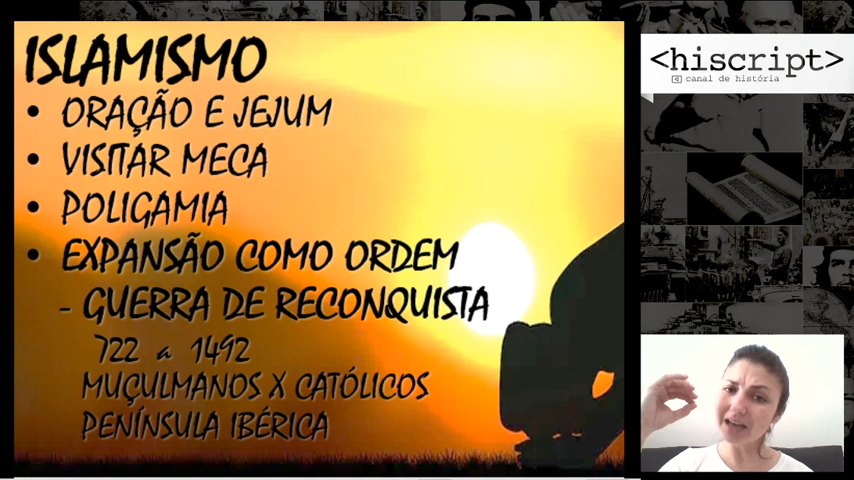 ISLAMISMO
• ORAÇÃO E JEJUM
• VISITAR MECA
• POLIGAMIA
• EXPANSÃO COMO ORDEM
- GUERRA DE RECONQUISTA
722 a 1492
MUÇULMANOS X CATÓLICOS
PENÍNSULA IBÉRICA
<hiscript>
canal de história